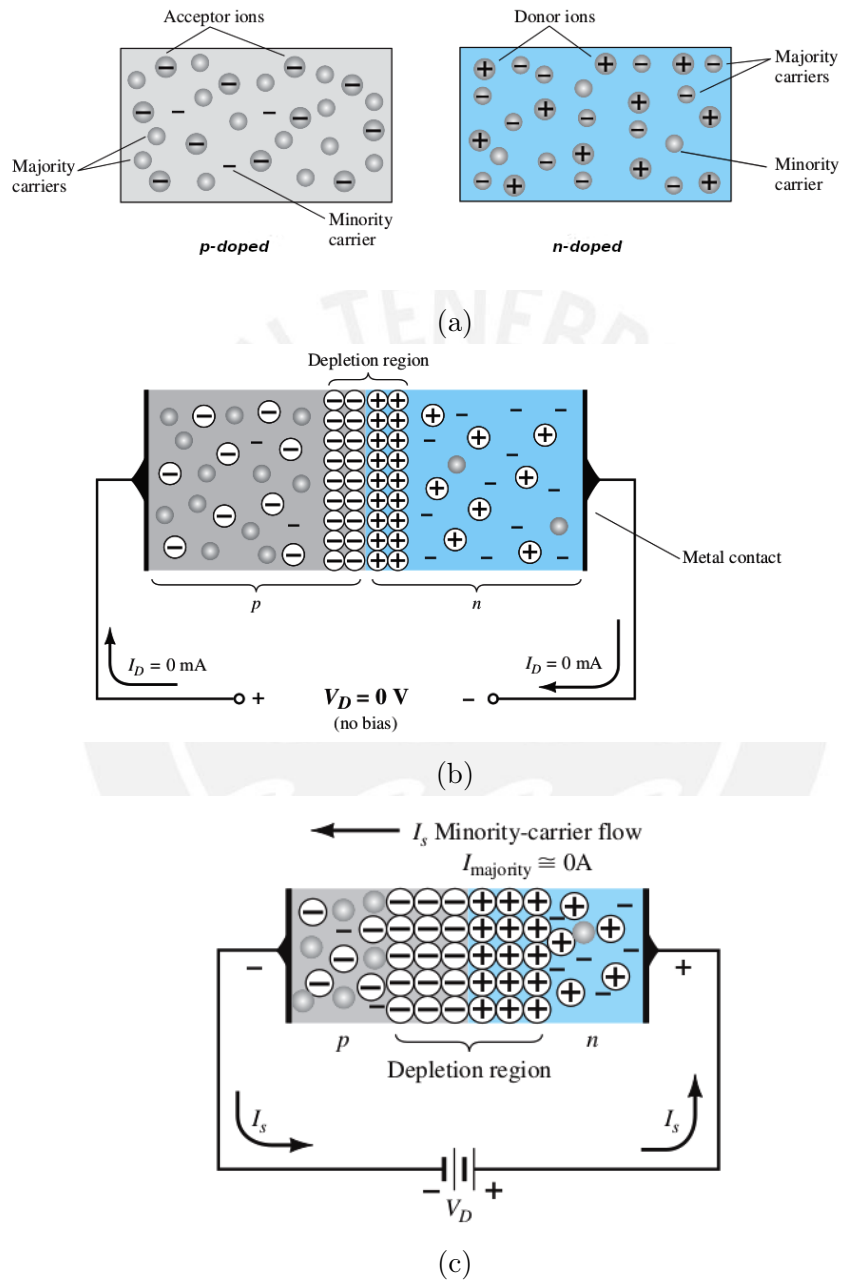 Acceptor ions
Donor ions
Majority
carriers
Majority
carriers
Minority
carrier
Minority
carrier
p-doped
n-doped
(a)
TENEBR
Depletion region
Metal contact
p
n
I_D = 0 mA
I_D = 0 mA
+
V_D = 0 V
−
(no bias)
(b)
I_s Minority-carrier flow
I_majority ≅ 0A
−
+
p
n
Depletion region
I_s
I_s
−
+
V_D
(c)